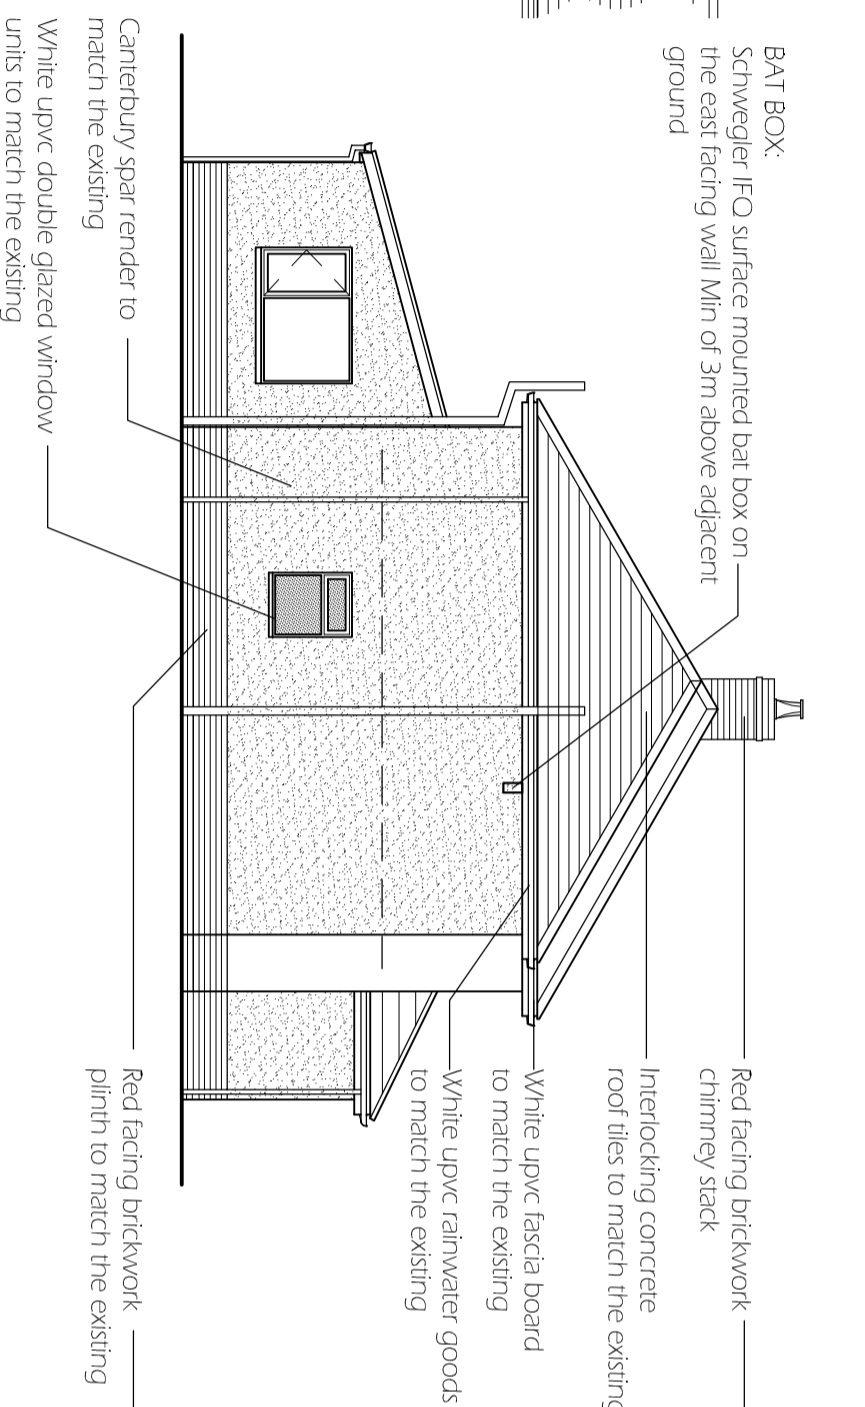 BAT BOX:
Schwegler IFQ surface mounted bat box on
the east facing wall Min of 3m above adjacent
ground
Red facing brickwork
chimney stack
Interlocking concrete
roof tiles to match the existing
White upvc fascia board
to match the existing
White upvc rainwater goods
to match the existing
Canterbury spar render to
match the existing
White upvc double glazed window
units to match the existing
Red facing brickwork
plinth to match the existing